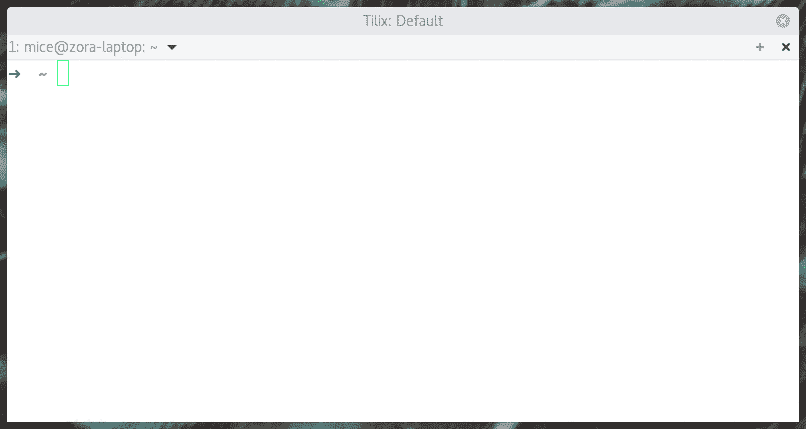 Tilix: Default
1: mice@zora-laptop: ~
➜ ~